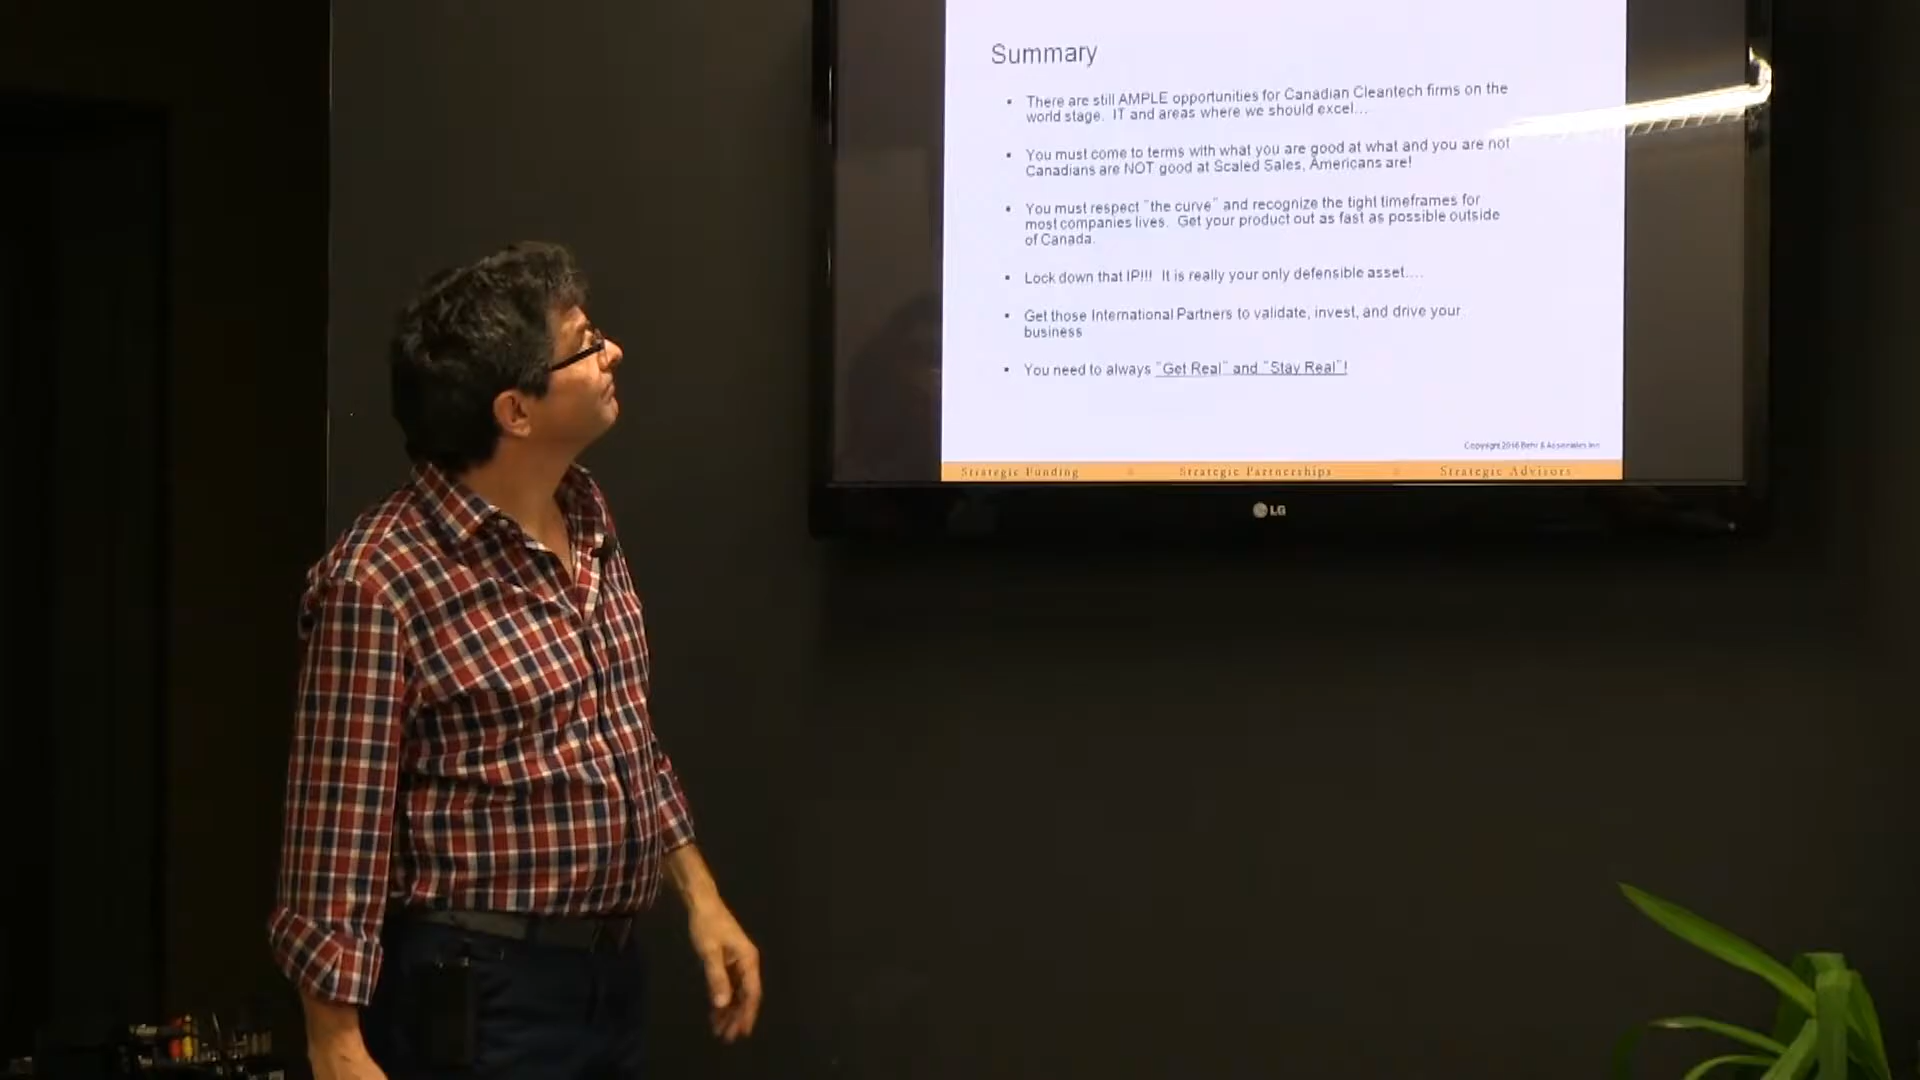 Summary
• There are still AMPLE opportunities for Canadian Cleantech firms on the
world stage. IT and areas where we should excel...
• You must come to terms with what you are good at what and you are not
Canadians are NOT good at Scaled Sales, Americans are!
• You must respect "the curve" and recognize the tight timeframes for
most companies lives. Get your product out as fast as possible outside
of Canada.
• Lock down that IP!!! It is really your only defensible asset....
• Get those International Partners to validate, invest, and drive your
business
• You need to always "Get Real" and "Stay Real"!
Copyright 2016 Behr & Associates Inc
Strategic Funding Strategic Partnerships Strategic Advisors
LG